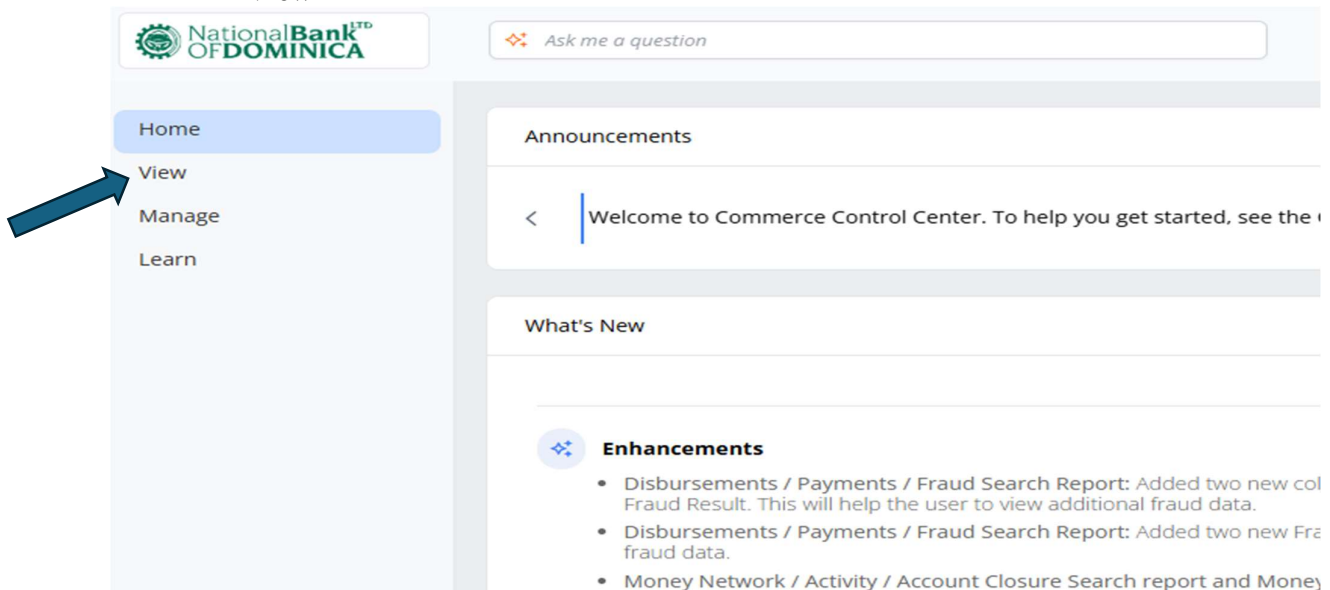 NationalBank LTD
OFDOMINICA
Ask me a question
Home
View
Manage
Learn
Announcements
Welcome to Commerce Control Center. To help you get started, see the
What's New
Enhancements
Disbursements / Payments / Fraud Search Report: Added two new col
Fraud Result. This will help the user to view additional fraud data.
Disbursements / Payments / Fraud Search Report: Added two new Fra
fraud data.
Money Network / Activity / Account Closure Search report and Money